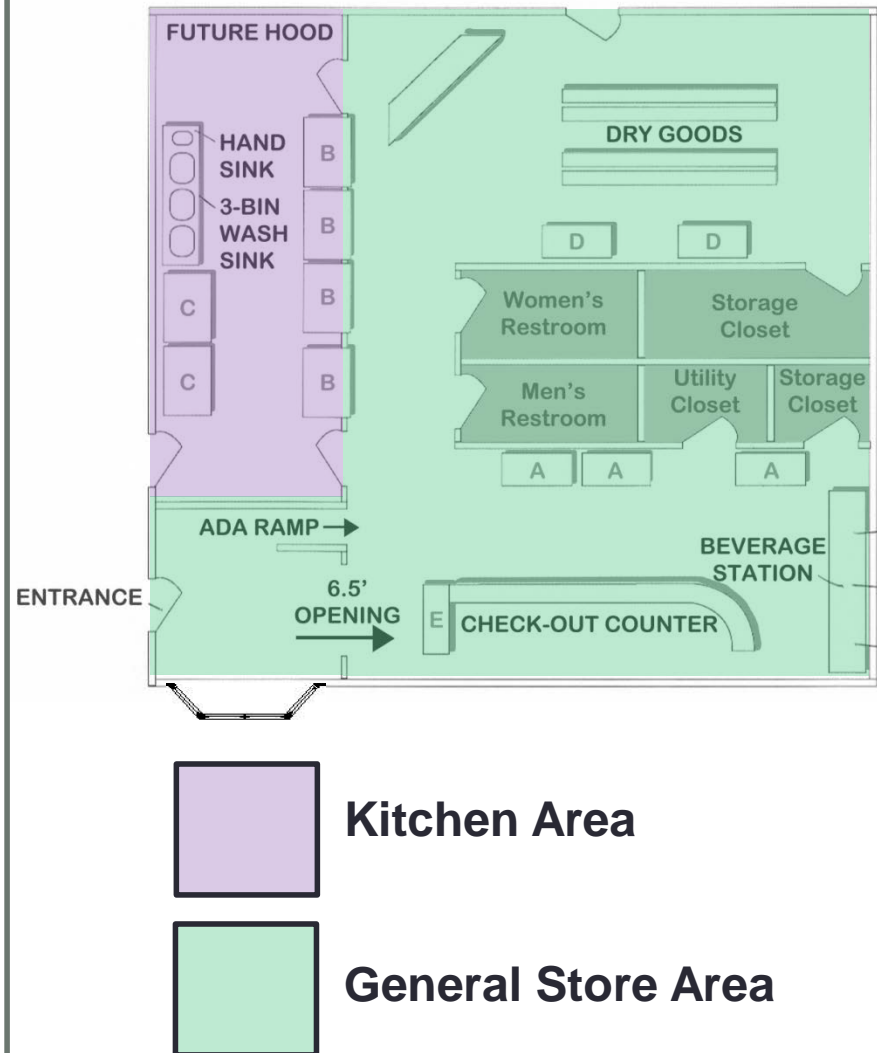 FUTURE HOOD
HAND
SINK
3-BIN
WASH
SINK
B
B
B
B
C
C
DRY GOODS
D
D
Women's
Restroom
Storage
Closet
Men's
Restroom
Utility
Closet
Storage
Closet
A
A
A
ADA RAMP
BEVERAGE
STATION
ENTRANCE
6.5'
OPENING
E
CHECK-OUT COUNTER
Kitchen Area
General Store Area